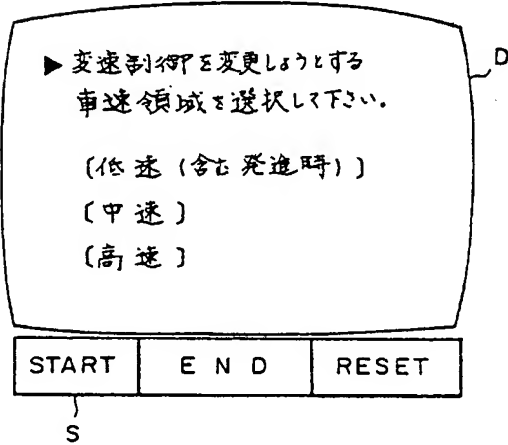 ▶ 変速制御を変更しようとする
車速領域を選択して下さい。
〔低速（含む発進時）〕
〔中速〕
〔高速〕
D
START END RESET
S